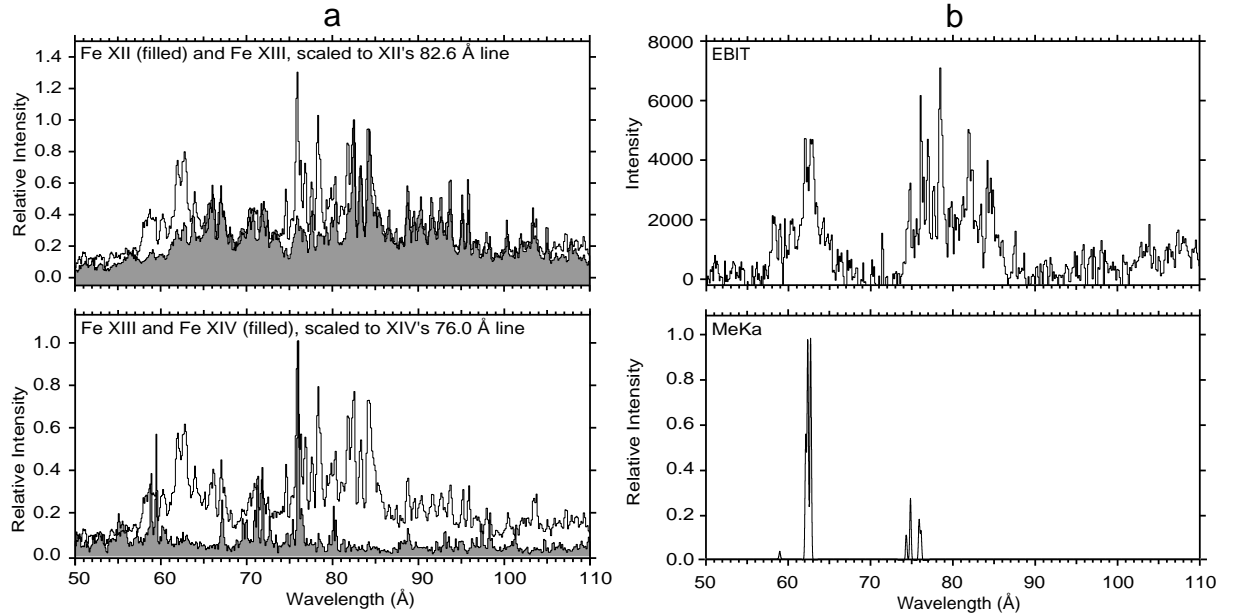 a
Fe XII (filled) and Fe XIII, scaled to XII's 82.6 Å line
1.4
1.2
1.0
0.8
0.6
0.4
0.2
0.0
Relative Intensity
Fe XIII and Fe XIV (filled), scaled to XIV's 76.0 Å line
1.0
0.8
0.6
0.4
0.2
0.0
Relative Intensity
50 60 70 80 90 100 110
Wavelength (Å)
b
EBIT
8000
6000
4000
2000
0
Intensity
MeKa
1.0
0.8
0.6
0.4
0.2
0.0
Relative Intensity
50 60 70 80 90 100 110
Wavelength (Å)